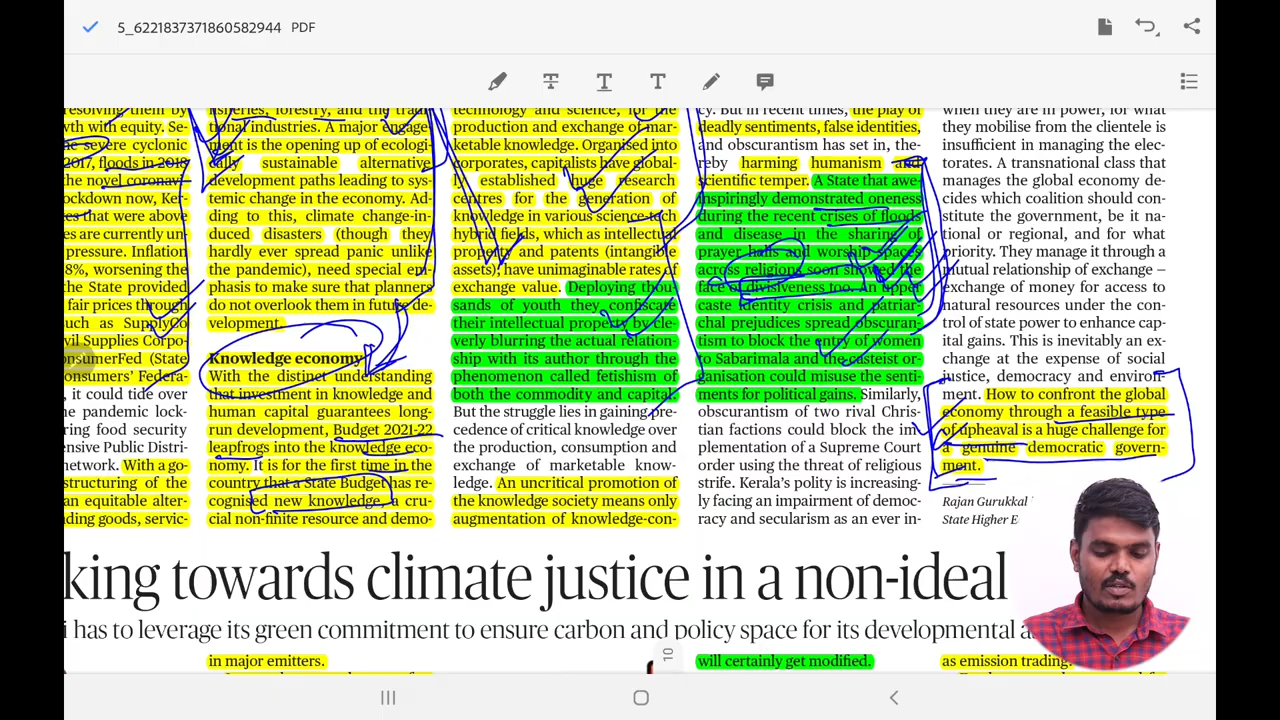 5_6221837371860582944 PDF
resolving them by
wth with equity. Se-
he severe cyclonic
2017, floods in 2018
the novel coronavi-
ockdown now, Ker-
es that were above
es are currently un-
pressure. Inflation
8%, worsening the
the State provided
fair prices through
uch as SupplyCo
vil Supplies Corpo-
onsumerFed (State
onsumers' Federa-
, it could tide over
he pandemic lock-
ring food security
ensive Public Distri-
network. With a go-
structuring of the
an equitable alter-
nding goods, servic-
fisheries, forestry, and the tradi-
tional industries. A major engage-
ment is the opening up of ecologi-
cally sustainable alternative
development paths leading to sys-
temic change in the economy. Ad-
ding to this, climate change-in-
duced disasters (though they
hardly ever spread panic unlike
the pandemic), need special em-
phasis to make sure that planners
do not overlook them in future de-
velopment.
Knowledge economy
With the distinct understanding
that investment in knowledge and
human capital guarantees long-
run development, Budget 2021-22
leapfrogs into the knowledge eco-
nomy. It is for the first time in the
country that a State Budget has re-
cognised new knowledge, a cru-
cial non-finite resource and demo-
technology and science, for the
production and exchange of mar-
ketable knowledge. Organised into
corporates, capitalists have global-
ly established huge research
centres for the generation of
knowledge in various science-tech
hybrid fields, which as intellectual
property and patents (intangible
assets), have unimaginable rates of
exchange value. Deploying thou-
sands of youth they confiscate
their intellectual property by cle-
verly blurring the actual relation-
ship with its author through the
phenomenon called fetishism of
both the commodity and capital.
But the struggle lies in gaining pre-
cedence of critical knowledge over
the production, consumption and
exchange of marketable know-
ledge. An uncritical promotion of
the knowledge society means only
augmentation of knowledge-con-
cy. But in recent times, the play of
deadly sentiments, false identities,
and obscurantism has set in, the-
reby harming humanism and
scientific temper. A State that awe-
inspiringly demonstrated oneness
during the recent crises of floods
and disease in the sharing of
prayer halls and worship spaces
across religions soon showed the
face of divisiveness too. An upper
caste identity crisis and patriar-
chal prejudices spread obscuran-
tism to block the entry of women
to Sabarimala and the casteist or-
ganisation could misuse the senti-
ments for political gains. Similarly,
obscurantism of two rival Chris-
tian factions could block the im-
plementation of a Supreme Court
order using the threat of religious
strife. Kerala's polity is increasing-
ly facing an impairment of democ-
racy and secularism as an ever in-
when they are in power, for what
they mobilise from the clientele is
insufficient in managing the elec-
torates. A transnational class that
manages the global economy de-
cides which coalition should con-
stitute the government, be it na-
tional or regional, and for what
priority. They manage it through a
mutual relationship of exchange –
exchange of money for access to
natural resources under the con-
trol of state power to enhance cap-
ital gains. This is inevitably an ex-
change at the expense of social
justice, democracy and environ-
ment. How to confront the global
economy through a feasible type
of upheaval is a huge challenge for
a genuine democratic govern-
ment.
Rajan Gurukkal
State Higher E
king towards climate justice in a non-ideal
i has to leverage its green commitment to ensure carbon and policy space for its developmental a
10
in major emitters.
will certainly get modified.
as emission trading.